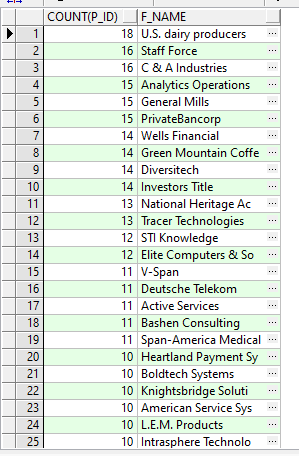 COUNT(P_ID) F_NAME
1 18 U.S. dairy producers ...
2 16 Staff Force ...
3 16 C & A Industries ...
4 15 Analytics Operations ...
5 15 General Mills ...
6 15 PrivateBancorp ...
7 14 Wells Financial ...
8 14 Green Mountain Coffe ...
9 14 Diversitech ...
10 14 Investors Title ...
11 13 National Heritage Ac ...
12 13 Tracer Technologies ...
13 12 STI Knowledge ...
14 12 Elite Computers & So ...
15 11 V-Span ...
16 11 Deutsche Telekom ...
17 11 Active Services ...
18 11 Bashen Consulting ...
19 11 Span-America Medical ...
20 10 Heartland Payment Sy ...
21 10 Boldtech Systems ...
22 10 Knightsbridge Soluti ...
23 10 American Service Sys ...
24 10 L.E.M. Products ...
25 10 Intrasphere Technolo ...